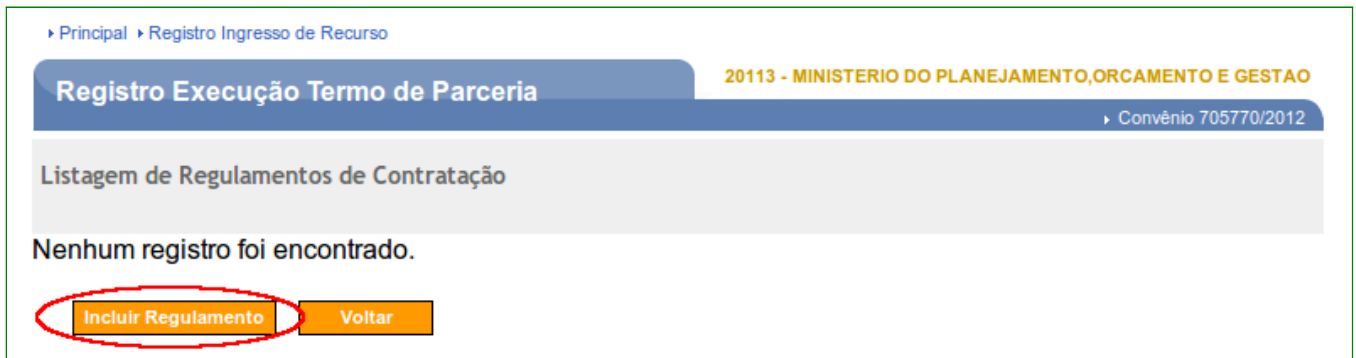 Principal Registro Ingresso de Recurso
Registro Execução Termo de Parceria
20113 - MINISTERIO DO PLANEJAMENTO,ORCAMENTO E GESTAO
Convênio 705770/2012
Listagem de Regulamentos de Contratação
Nenhum registro foi encontrado.
Incluir Regulamento Voltar